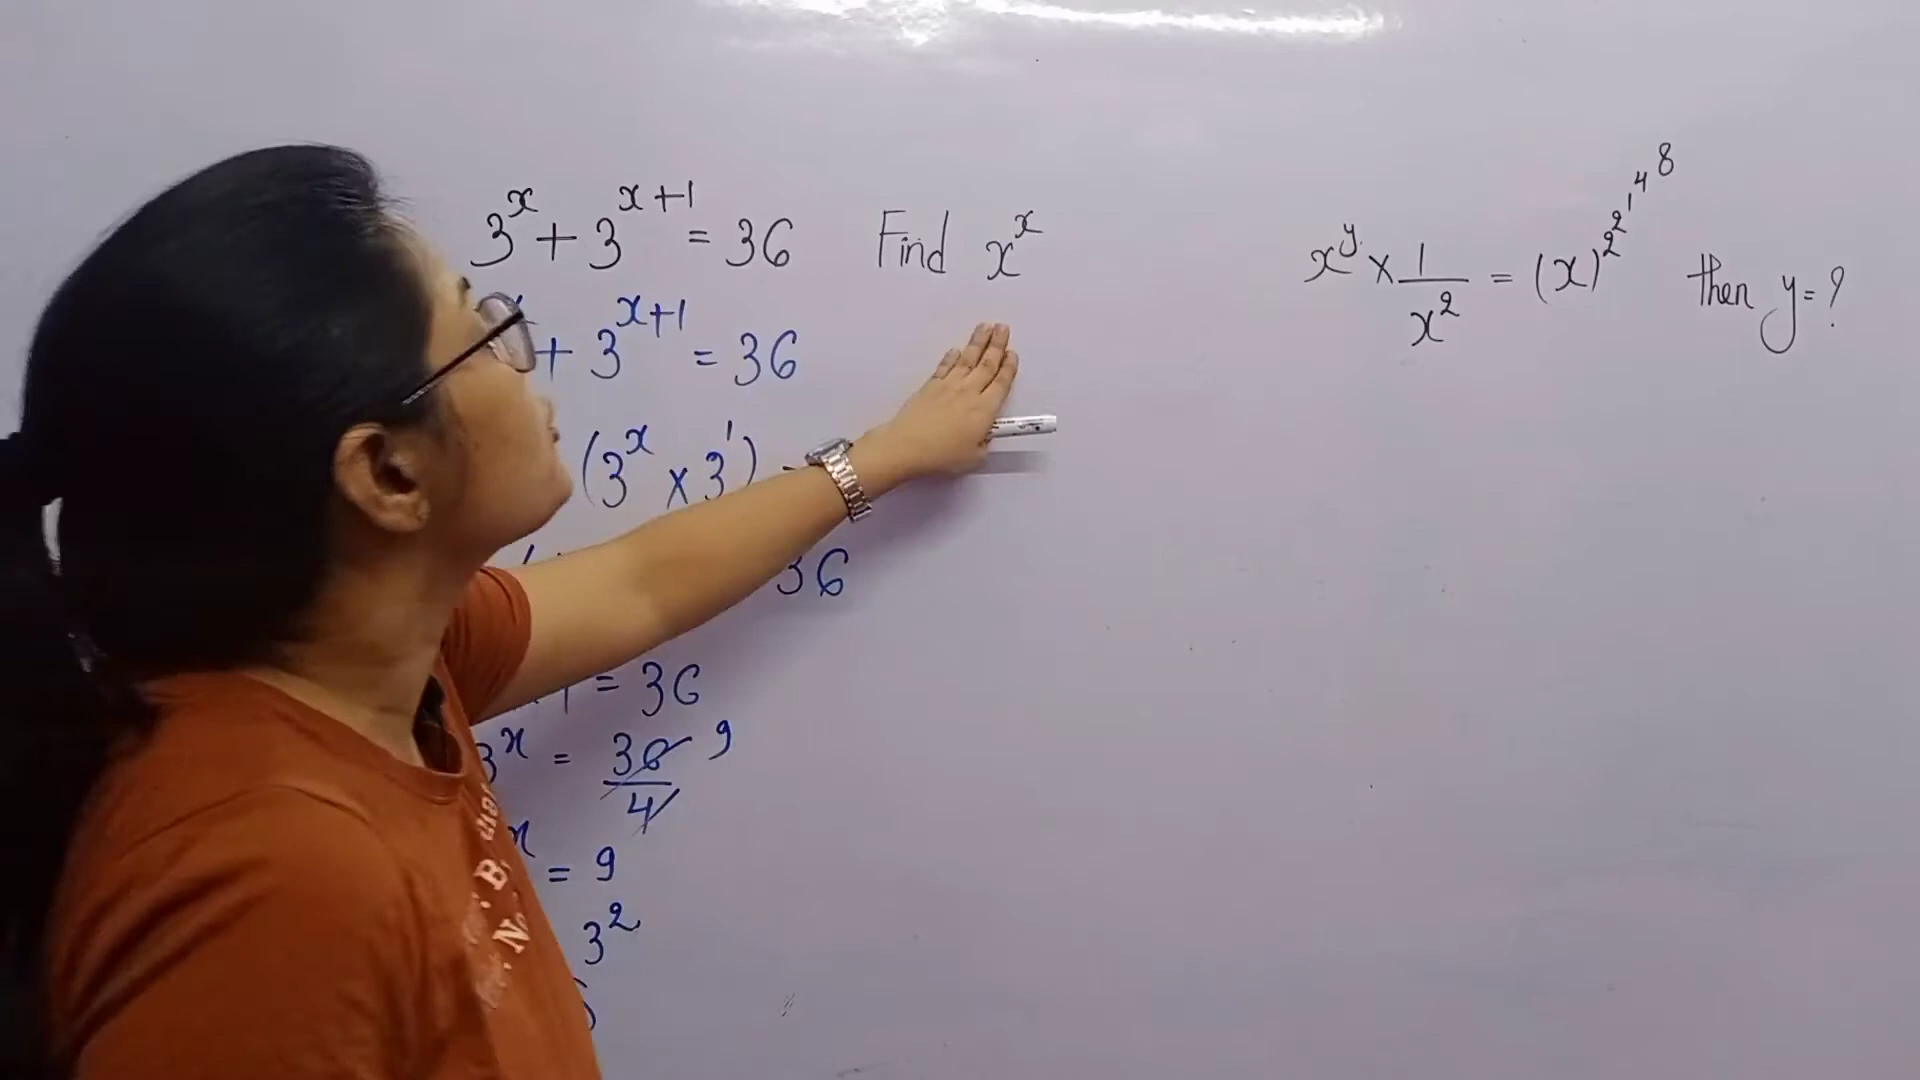 3^x + 3^{x+1} = 36 Find x^x
+ 3^{x+1} = 36
(3^x × 3^1)
36
= 36
3^x = 36/4 9
x = 9
3^2
x^y × 1/x^2 = (x)^{2^{2^{1^{4^8}}}} then y = ?